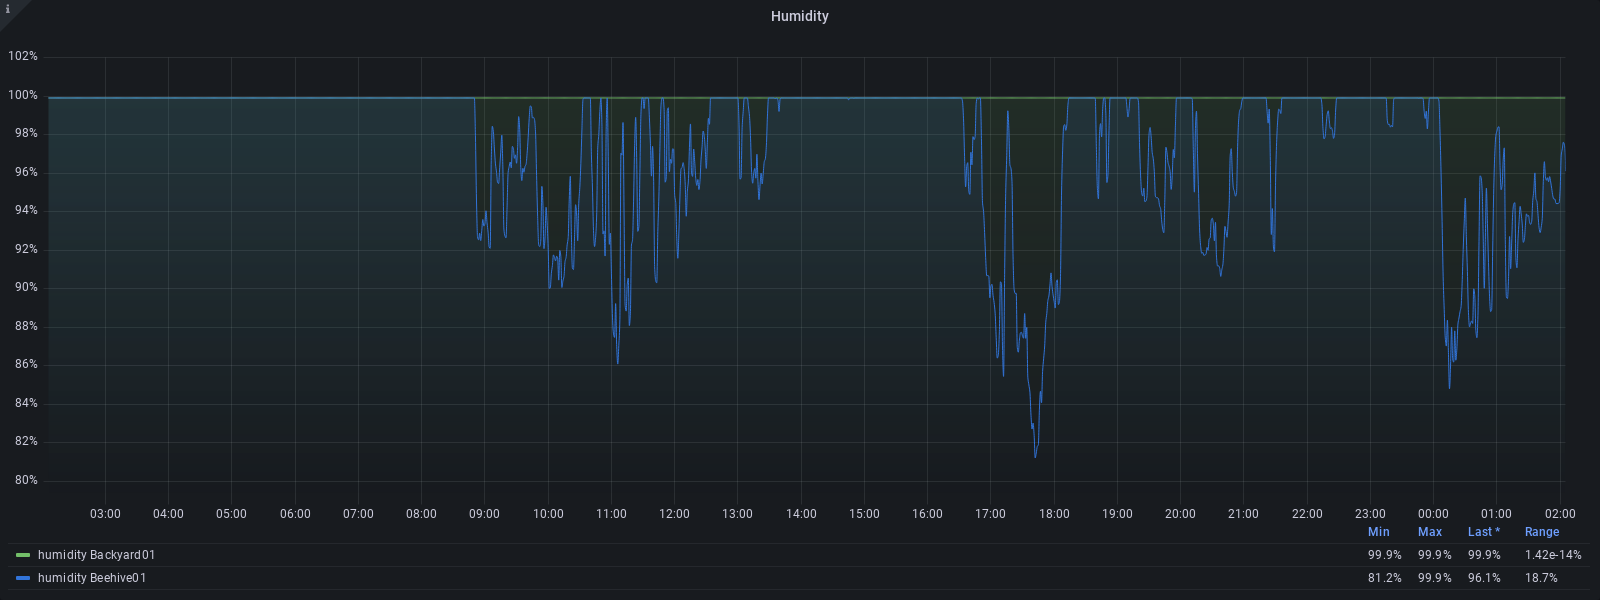 i
Humidity
102%
100%
98%
96%
94%
92%
90%
88%
86%
84%
82%
80%
03:00 04:00 05:00 06:00 07:00 08:00 09:00 10:00 11:00 12:00 13:00 14:00 15:00 16:00 17:00 18:00 19:00 20:00 21:00 22:00 23:00 00:00 01:00 02:00
Min Max Last * Range
humidity Backyard01 99.9% 99.9% 99.9% 1.42e-14%
humidity Beehive01 81.2% 99.9% 96.1% 18.7%